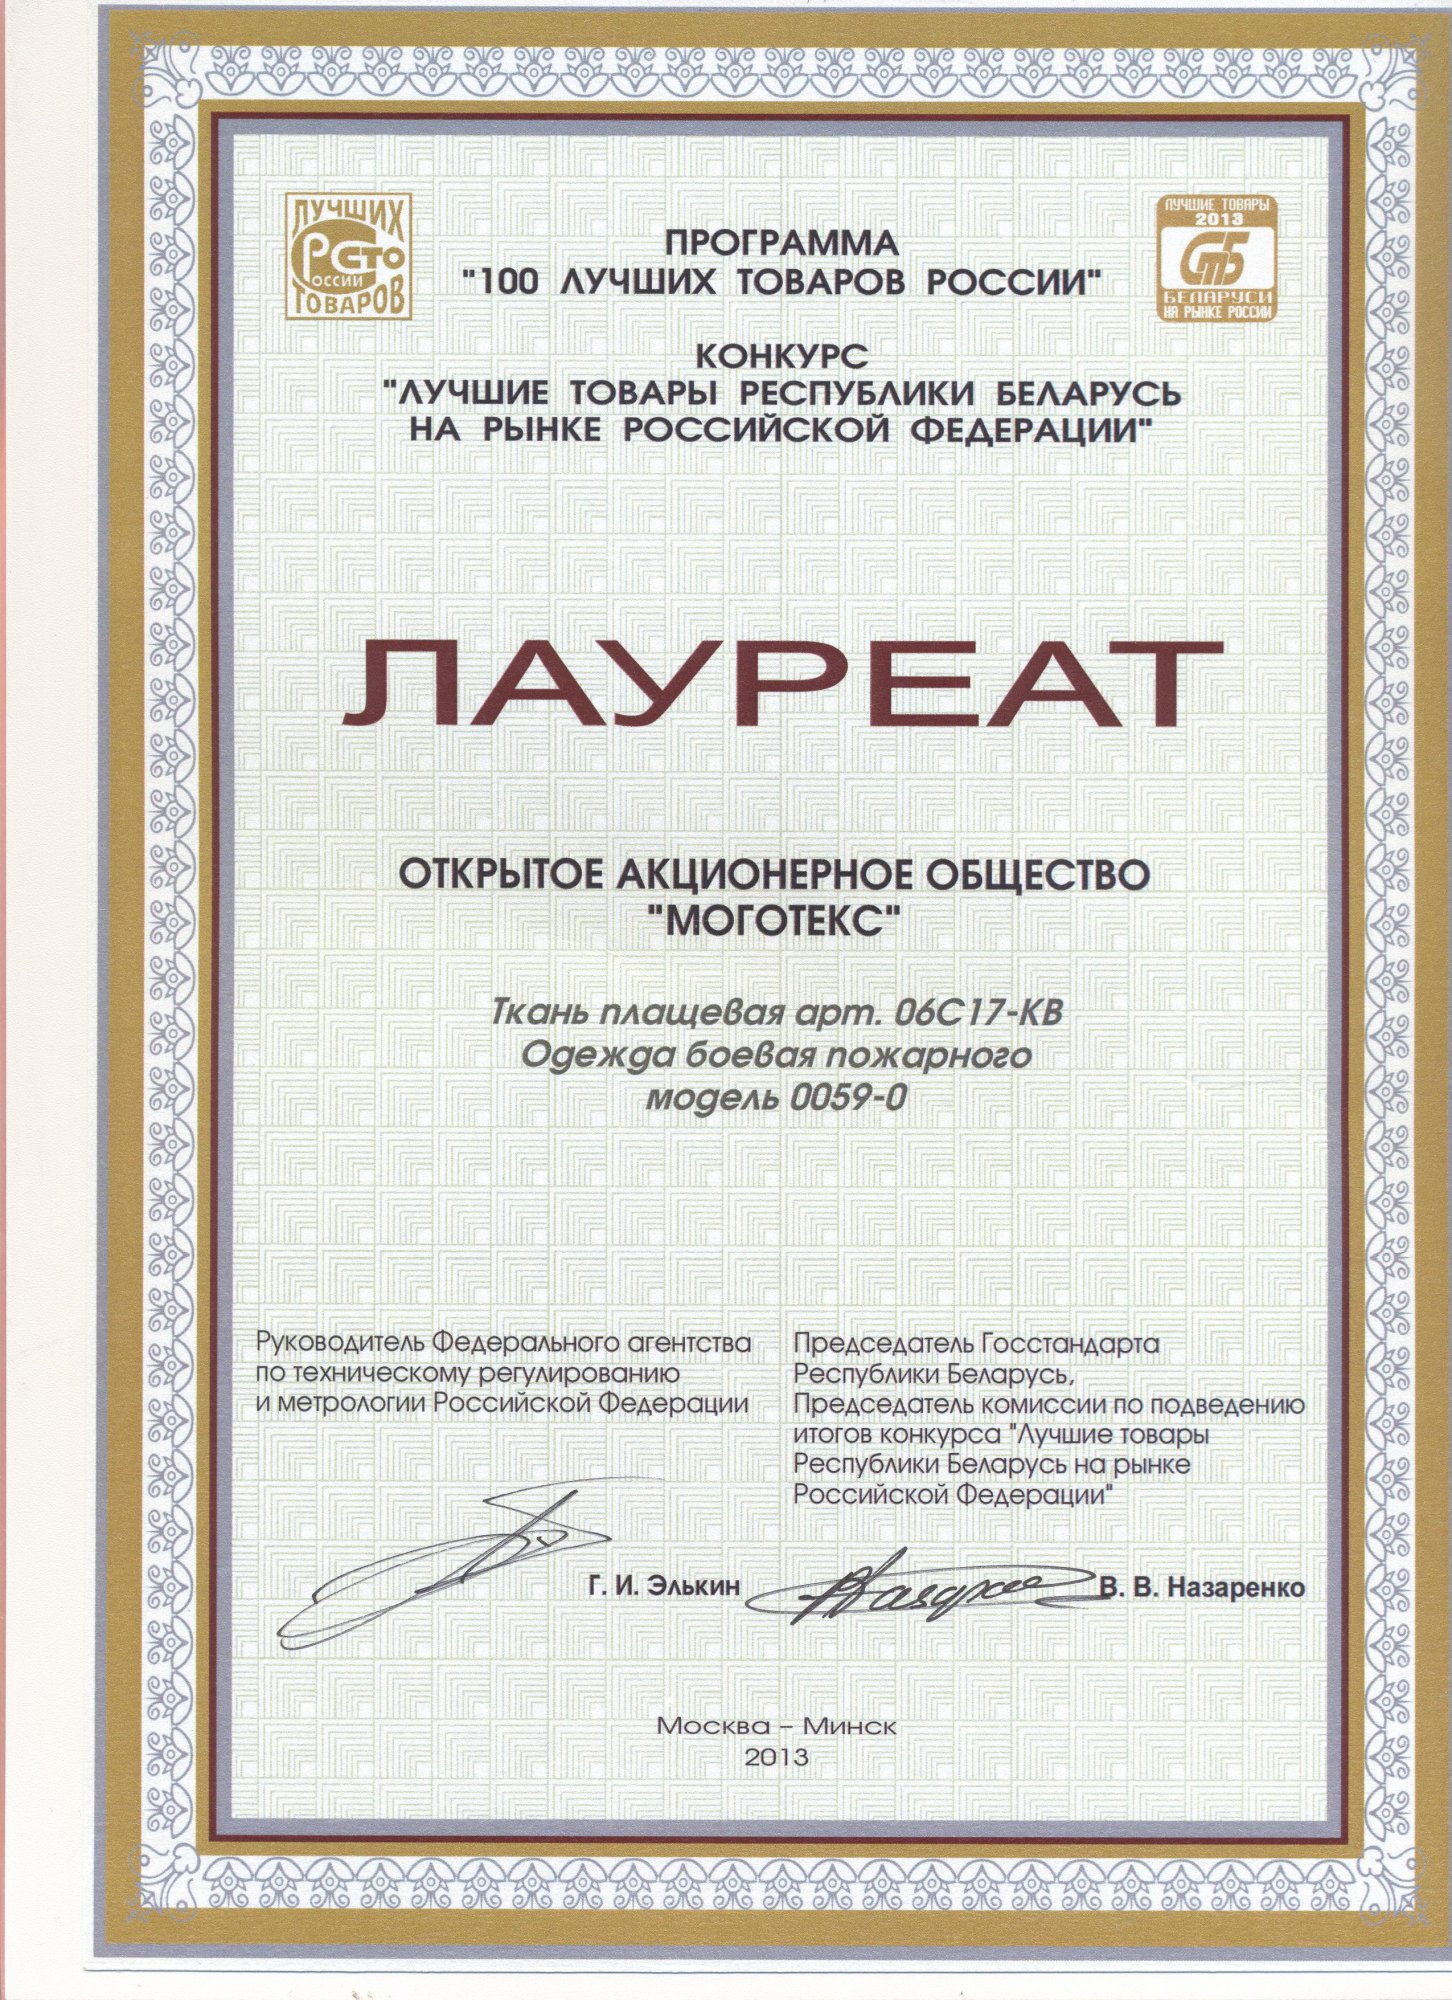 ЛУЧШИХ
СТО
РОССИИ
ТОВАРОВ
ЛУЧШИЕ ТОВАРЫ
2013
СТБ
БЕЛАРУСИ
НА РЫНКЕ РОССИИ
ПРОГРАММА
"100 ЛУЧШИХ ТОВАРОВ РОССИИ"
КОНКУРС
"ЛУЧШИЕ ТОВАРЫ РЕСПУБЛИКИ БЕЛАРУСЬ
НА РЫНКЕ РОССИЙСКОЙ ФЕДЕРАЦИИ"
ЛАУРЕАТ
ОТКРЫТОЕ АКЦИОНЕРНОЕ ОБЩЕСТВО
"МОГОТЕКС"
Ткань плащевая арт. 06С17-КВ
Одежда боевая пожарного
модель 0059-0
Руководитель Федерального агентства
по техническому регулированию
и метрологии Российской Федерации
Г. И. Элькин
Председатель Госстандарта
Республики Беларусь,
Председатель комиссии по подведению
итогов конкурса "Лучшие товары
Республики Беларусь на рынке
Российской Федерации"
В. В. Назаренко
Москва – Минск
2013